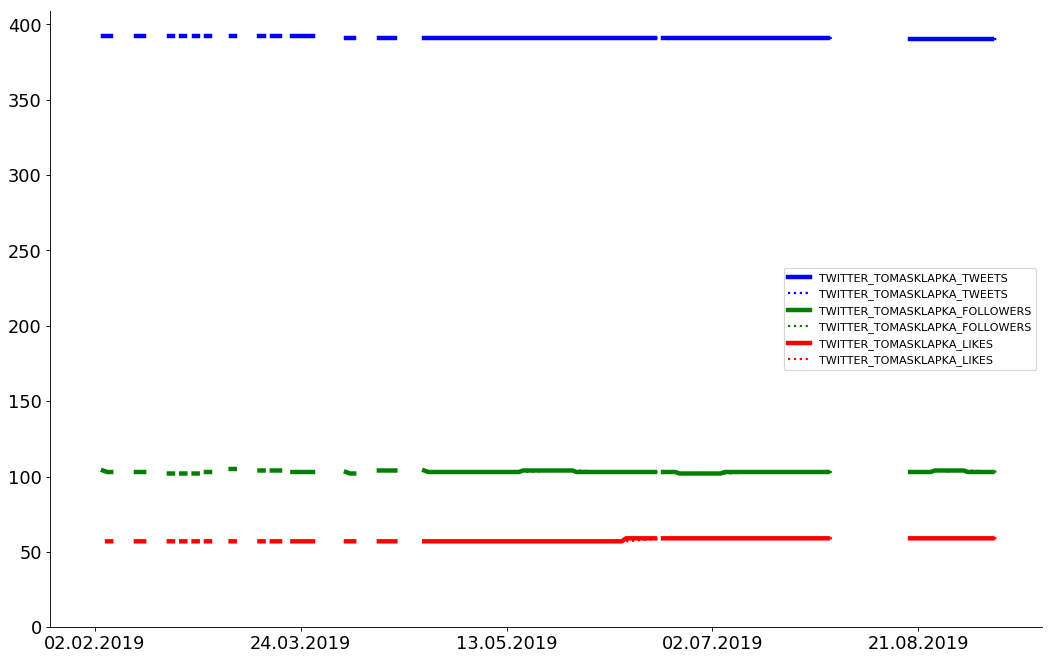 400
350
300
250
200
150
100
50
0
TWITTER_TOMASKLAPKA_TWEETS
TWITTER_TOMASKLAPKA_TWEETS
TWITTER_TOMASKLAPKA_FOLLOWERS
TWITTER_TOMASKLAPKA_FOLLOWERS
TWITTER_TOMASKLAPKA_LIKES
TWITTER_TOMASKLAPKA_LIKES
02.02.2019 24.03.2019 13.05.2019 02.07.2019 21.08.2019